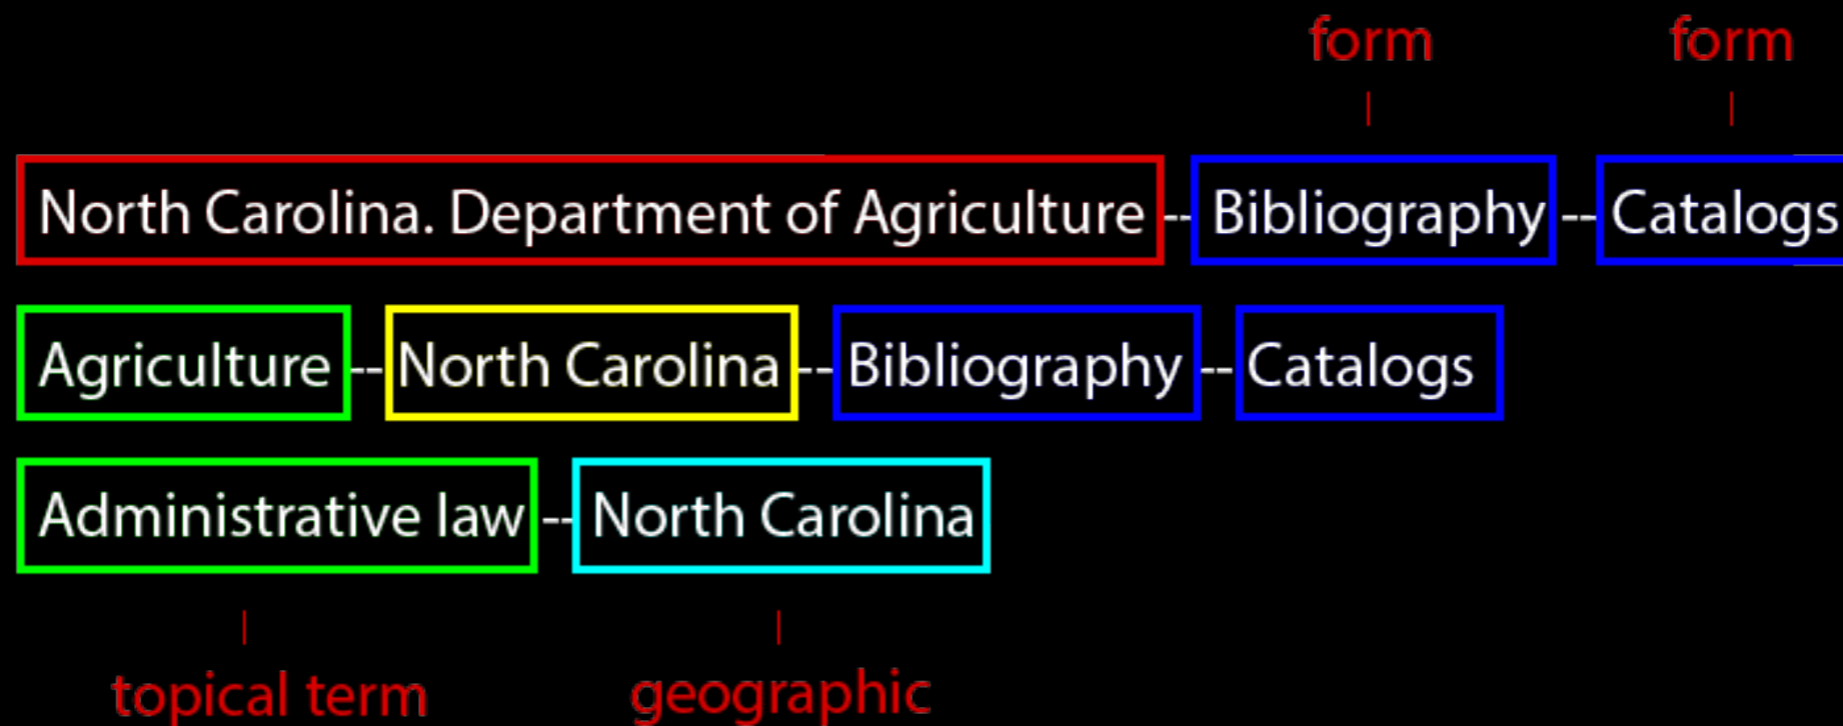 form form
North Carolina. Department of Agriculture -- Bibliography -- Catalogs
Agriculture -- North Carolina -- Bibliography -- Catalogs
Administrative law -- North Carolina
topical term geographic